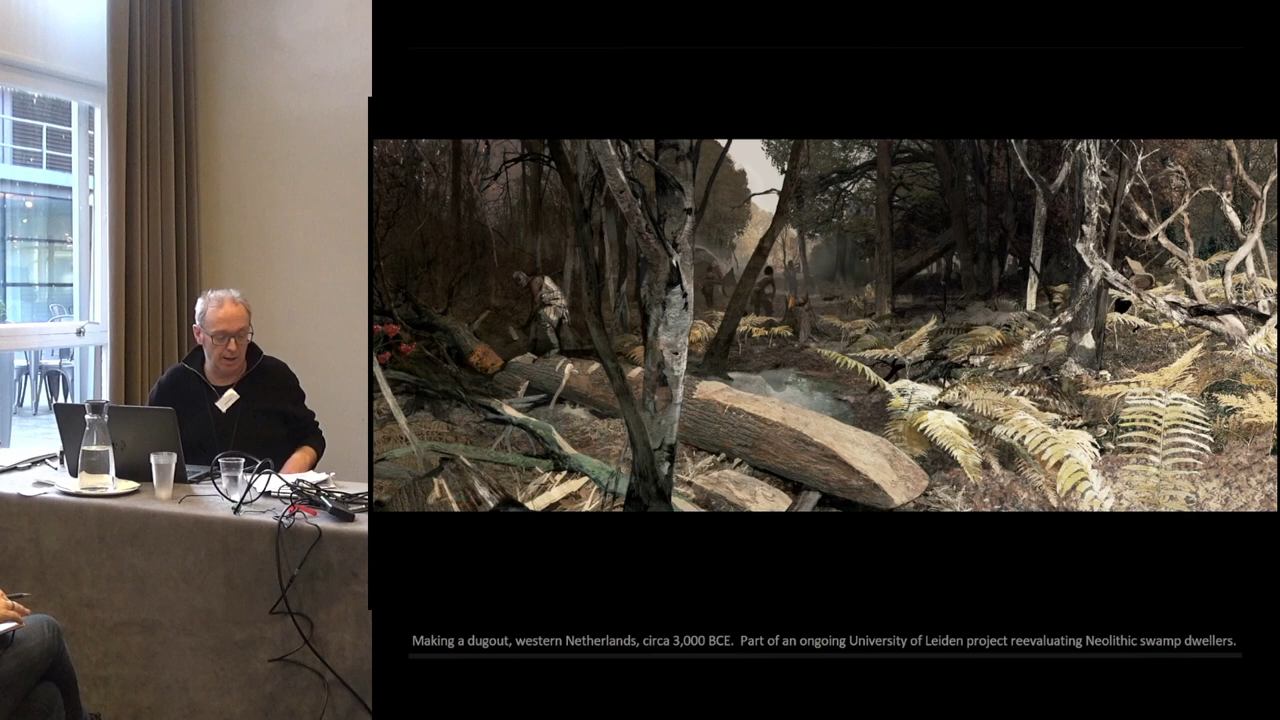 Making a dugout, western Netherlands, circa 3,000 BCE.  Part of an ongoing University of Leiden project reevaluating Neolithic swamp dwellers.